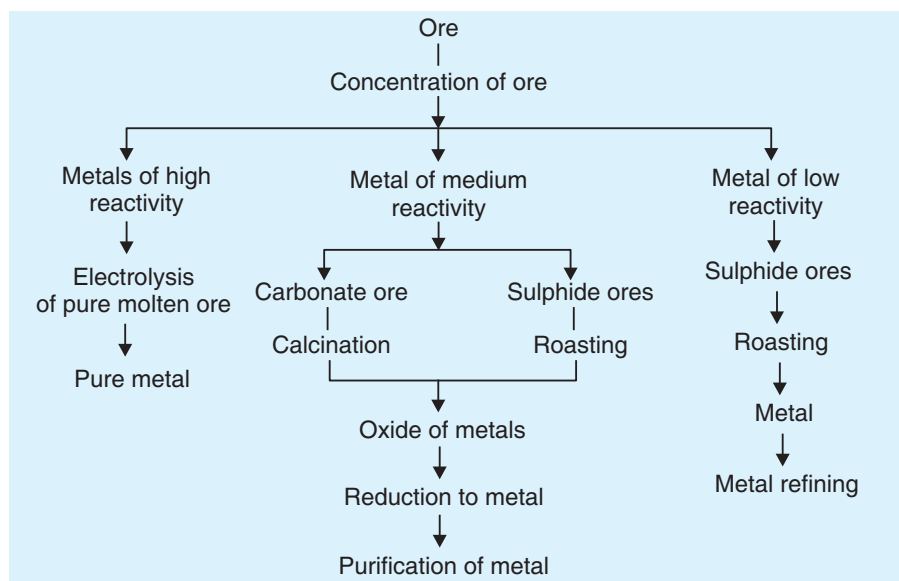 Ore
Concentration of ore
Metals of high
reactivity
Metal of medium
reactivity
Metal of low
reactivity
Electrolysis
of pure molten ore
Carbonate ore
Sulphide ores
Sulphide ores
Calcination
Roasting
Roasting
Pure metal
Oxide of metals
Metal
Reduction to metal
Metal refining
Purification of metal